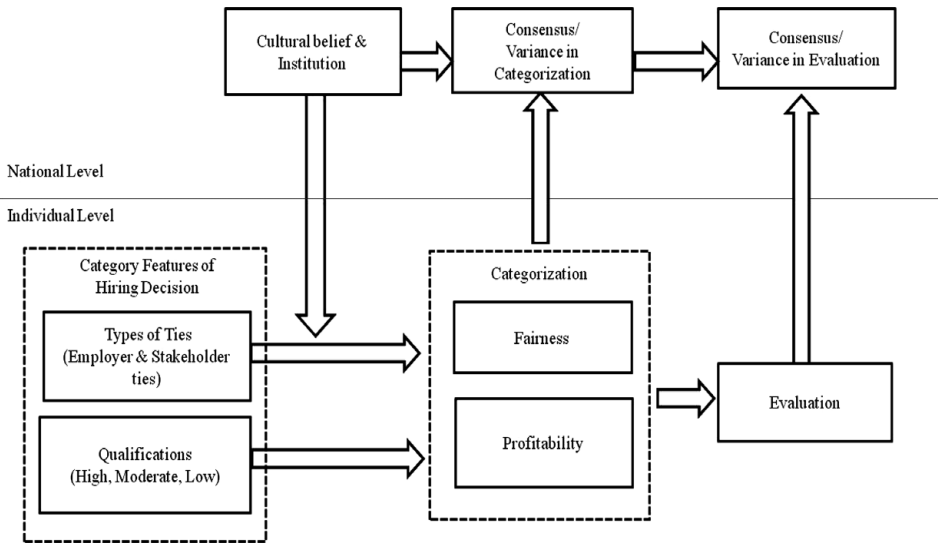 Cultural belief &
Institution
Consensus/
Variance in
Categorization
Consensus/
Variance in Evaluation
National Level
Individual Level
Category Features of
Hiring Decision
Types of Ties
(Employer & Stakeholder
ties)
Qualifications
(High, Moderate, Low)
Categorization
Fairness
Profitability
Evaluation